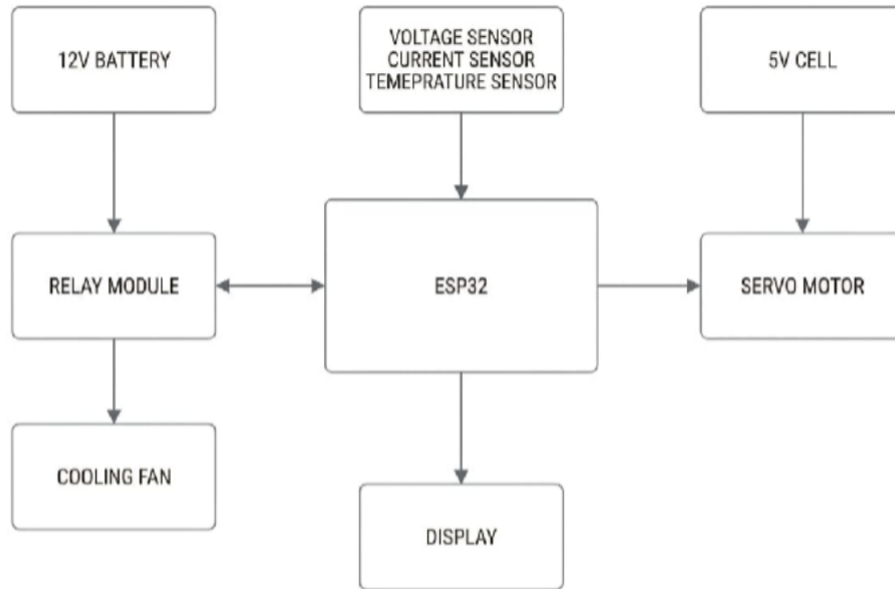 12V BATTERY
VOLTAGE SENSOR
CURRENT SENSOR
TEMEPRATURE SENSOR
5V CELL
RELAY MODULE
ESP32
SERVO MOTOR
COOLING FAN
DISPLAY